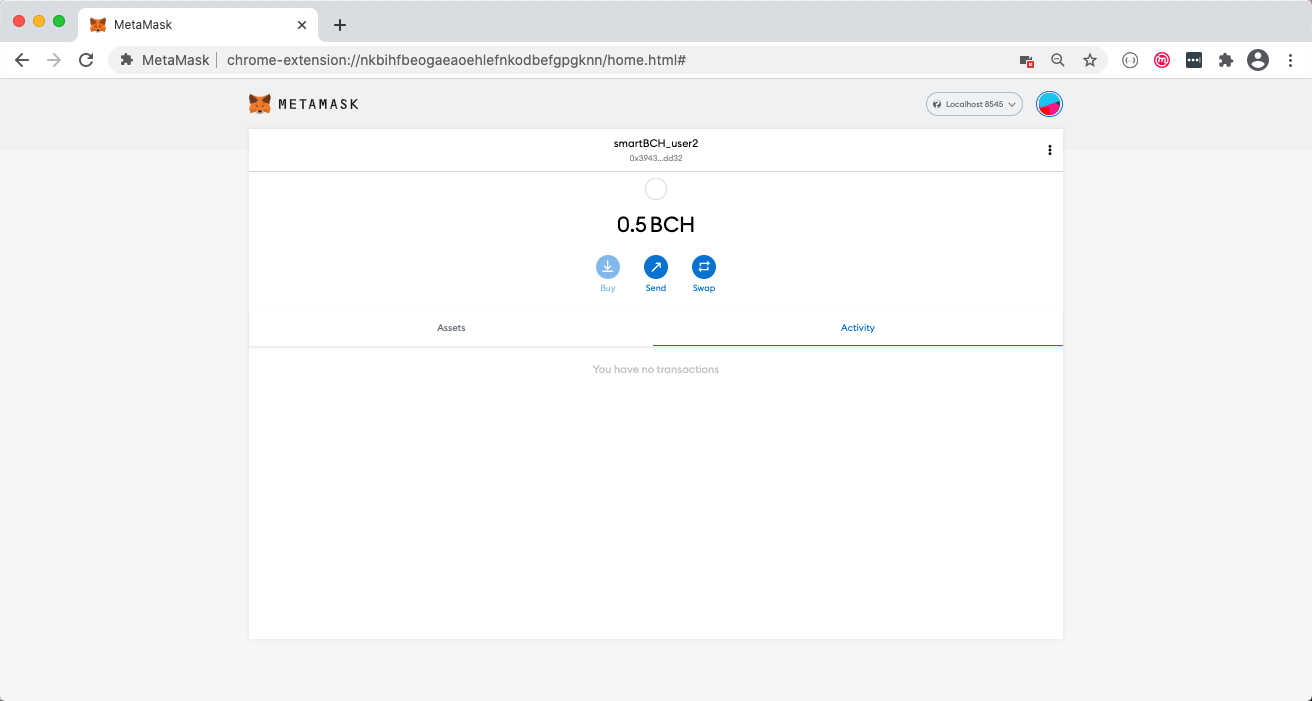 MetaMask
MetaMask
chrome-extension://nkbihfbeogaeaoehlefnkodbefgpgknn/home.html#
METAMASK
Localhost 8545
smartBCH_user2
0x3943...dd32
0.5 BCH
Buy
Send
Swap
Assets
Activity
You have no transactions